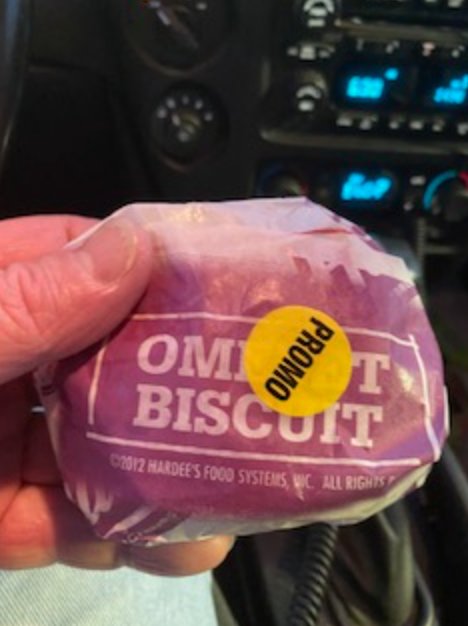 PROMO
BISCUIT
©2012 HARDEE'S FOOD SYSTEMS, INC. ALL RIGHTS